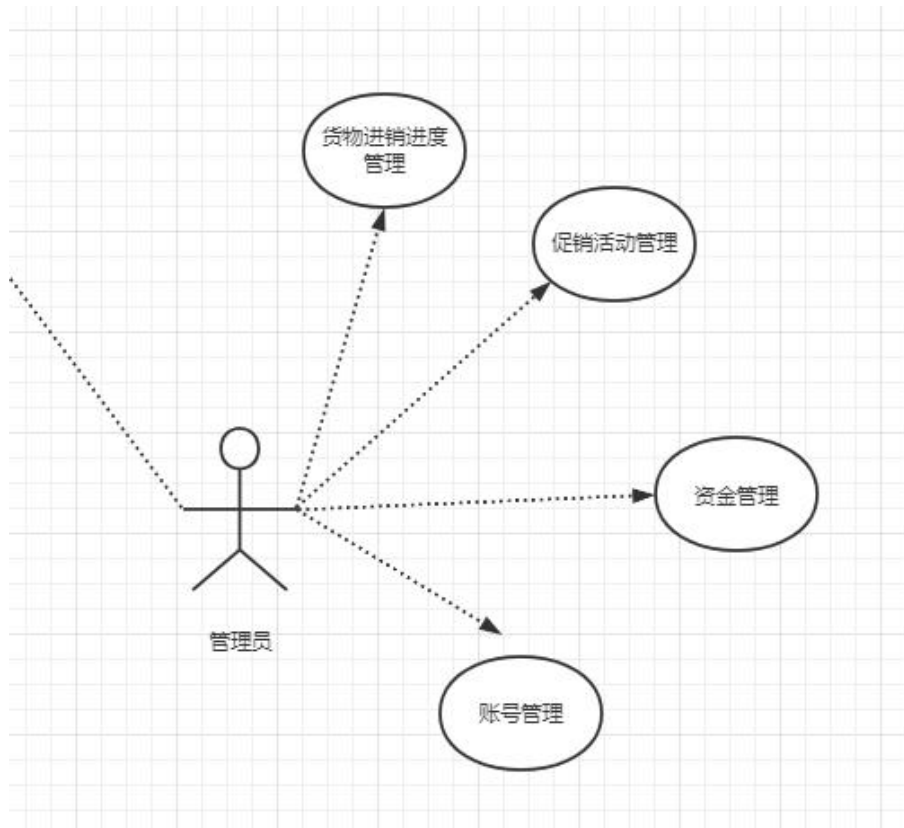 货物进销进度
管理
促销活动管理
资金管理
管理员
账号管理